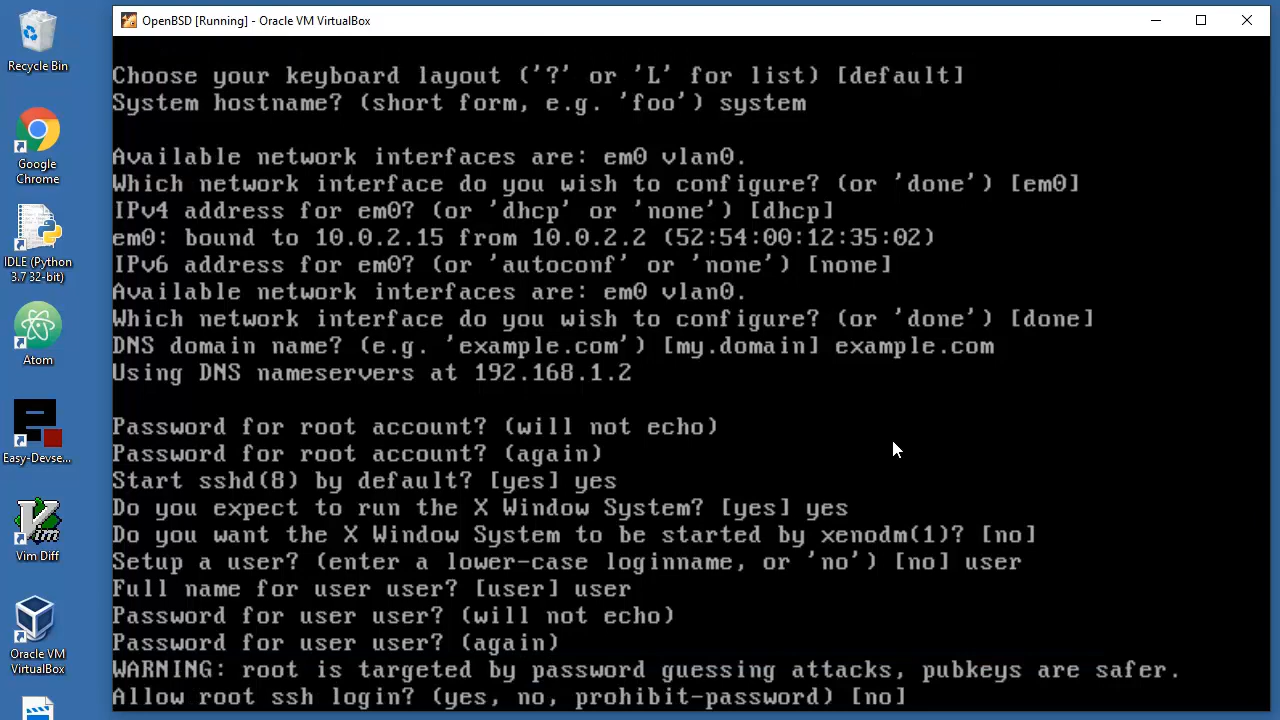 OpenBSD [Running] - Oracle VM VirtualBox
Recycle Bin
Google
Chrome
IDLE (Python
3.7 32-bit)
Atom
Easy-Devse...
Vim Diff
Oracle VM
VirtualBox
Choose your keyboard layout ('?' or 'L' for list) [default]
System hostname? (short form, e.g. 'foo') system
Available network interfaces are: em0 vlan0.
Which network interface do you wish to configure? (or 'done') [em0]
IPv4 address for em0? (or 'dhcp' or 'none') [dhcp]
em0: bound to 10.0.2.15 from 10.0.2.2 (52:54:00:12:35:02)
IPv6 address for em0? (or 'autoconf' or 'none') [none]
Available network interfaces are: em0 vlan0.
Which network interface do you wish to configure? (or 'done') [done]
DNS domain name? (e.g. 'example.com') [my.domain] example.com
Using DNS nameservers at 192.168.1.2
Password for root account? (will not echo)
Password for root account? (again)
Start sshd(8) by default? [yes] yes
Do you expect to run the X Window System? [yes] yes
Do you want the X Window System to be started by xenodm(1)? [no]
Setup a user? (enter a lower-case loginname, or 'no') [no] user
Full name for user user? [user] user
Password for user user? (will not echo)
Password for user user? (again)
WARNING: root is targeted by password guessing attacks, pubkeys are safer.
Allow root ssh login? (yes, no, prohibit-password) [no]